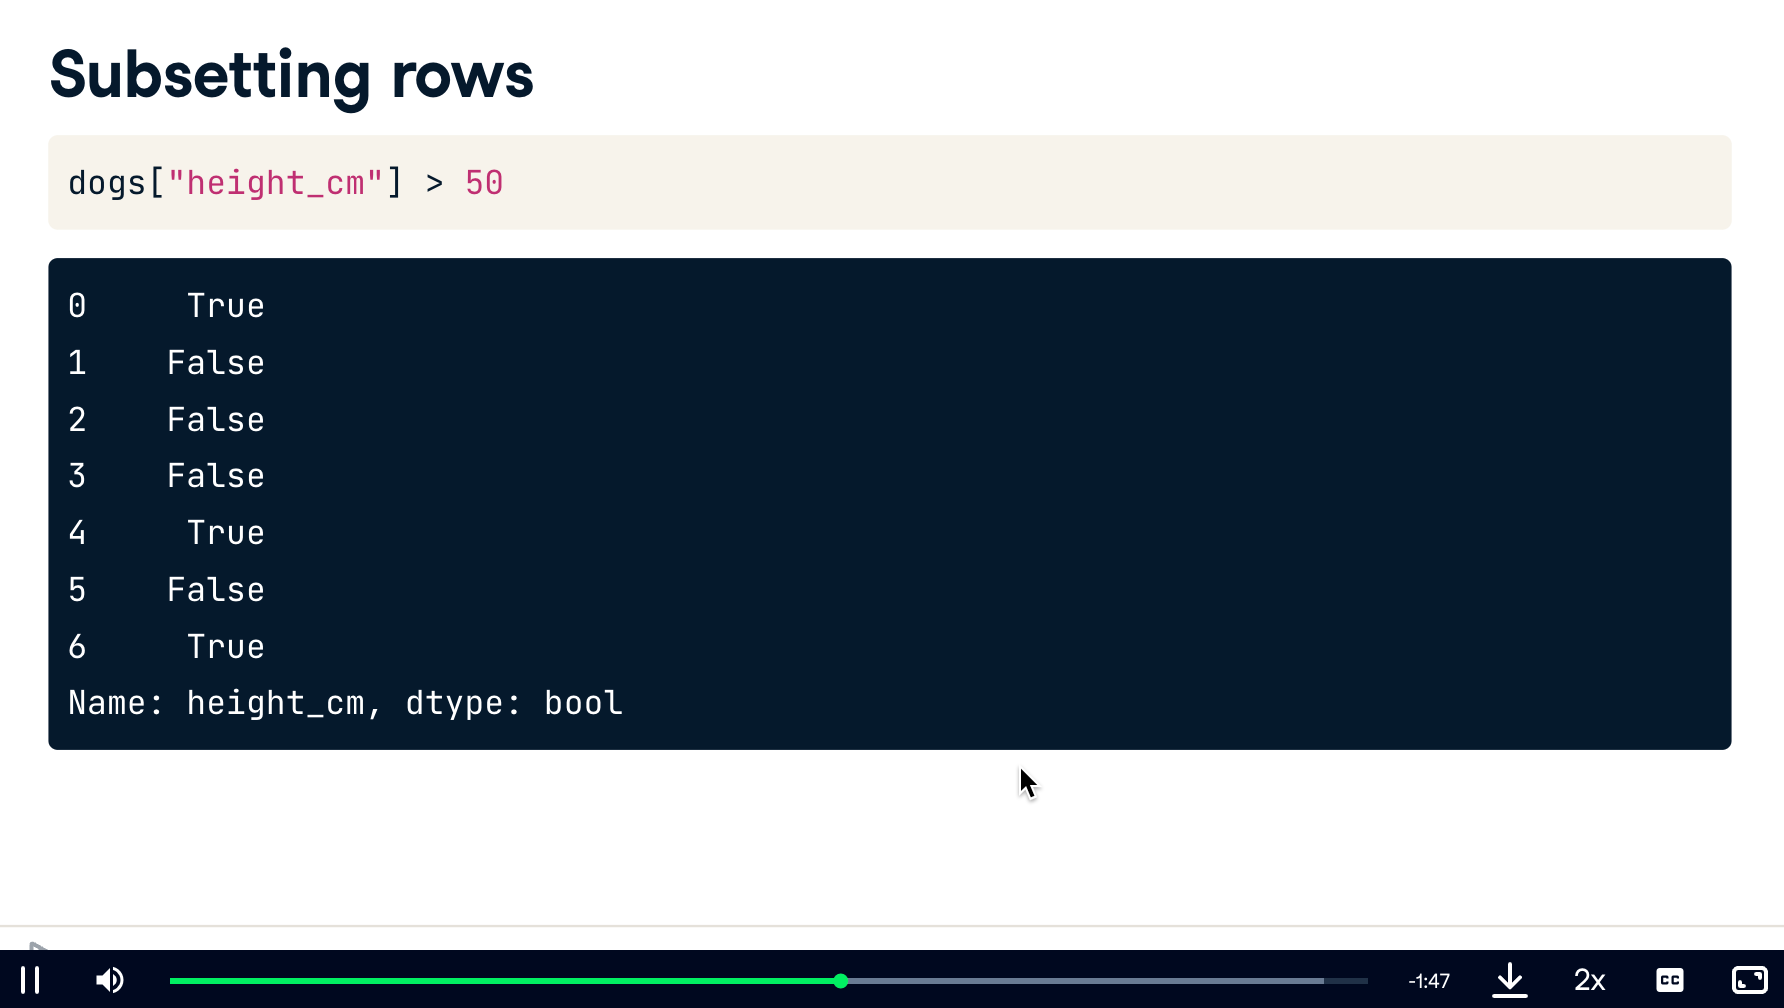 Subsetting rows
dogs["height_cm"] > 50
0      True
1     False
2     False
3     False
4      True
5     False
6      True
Name: height_cm, dtype: bool
-1:47
2x
CC